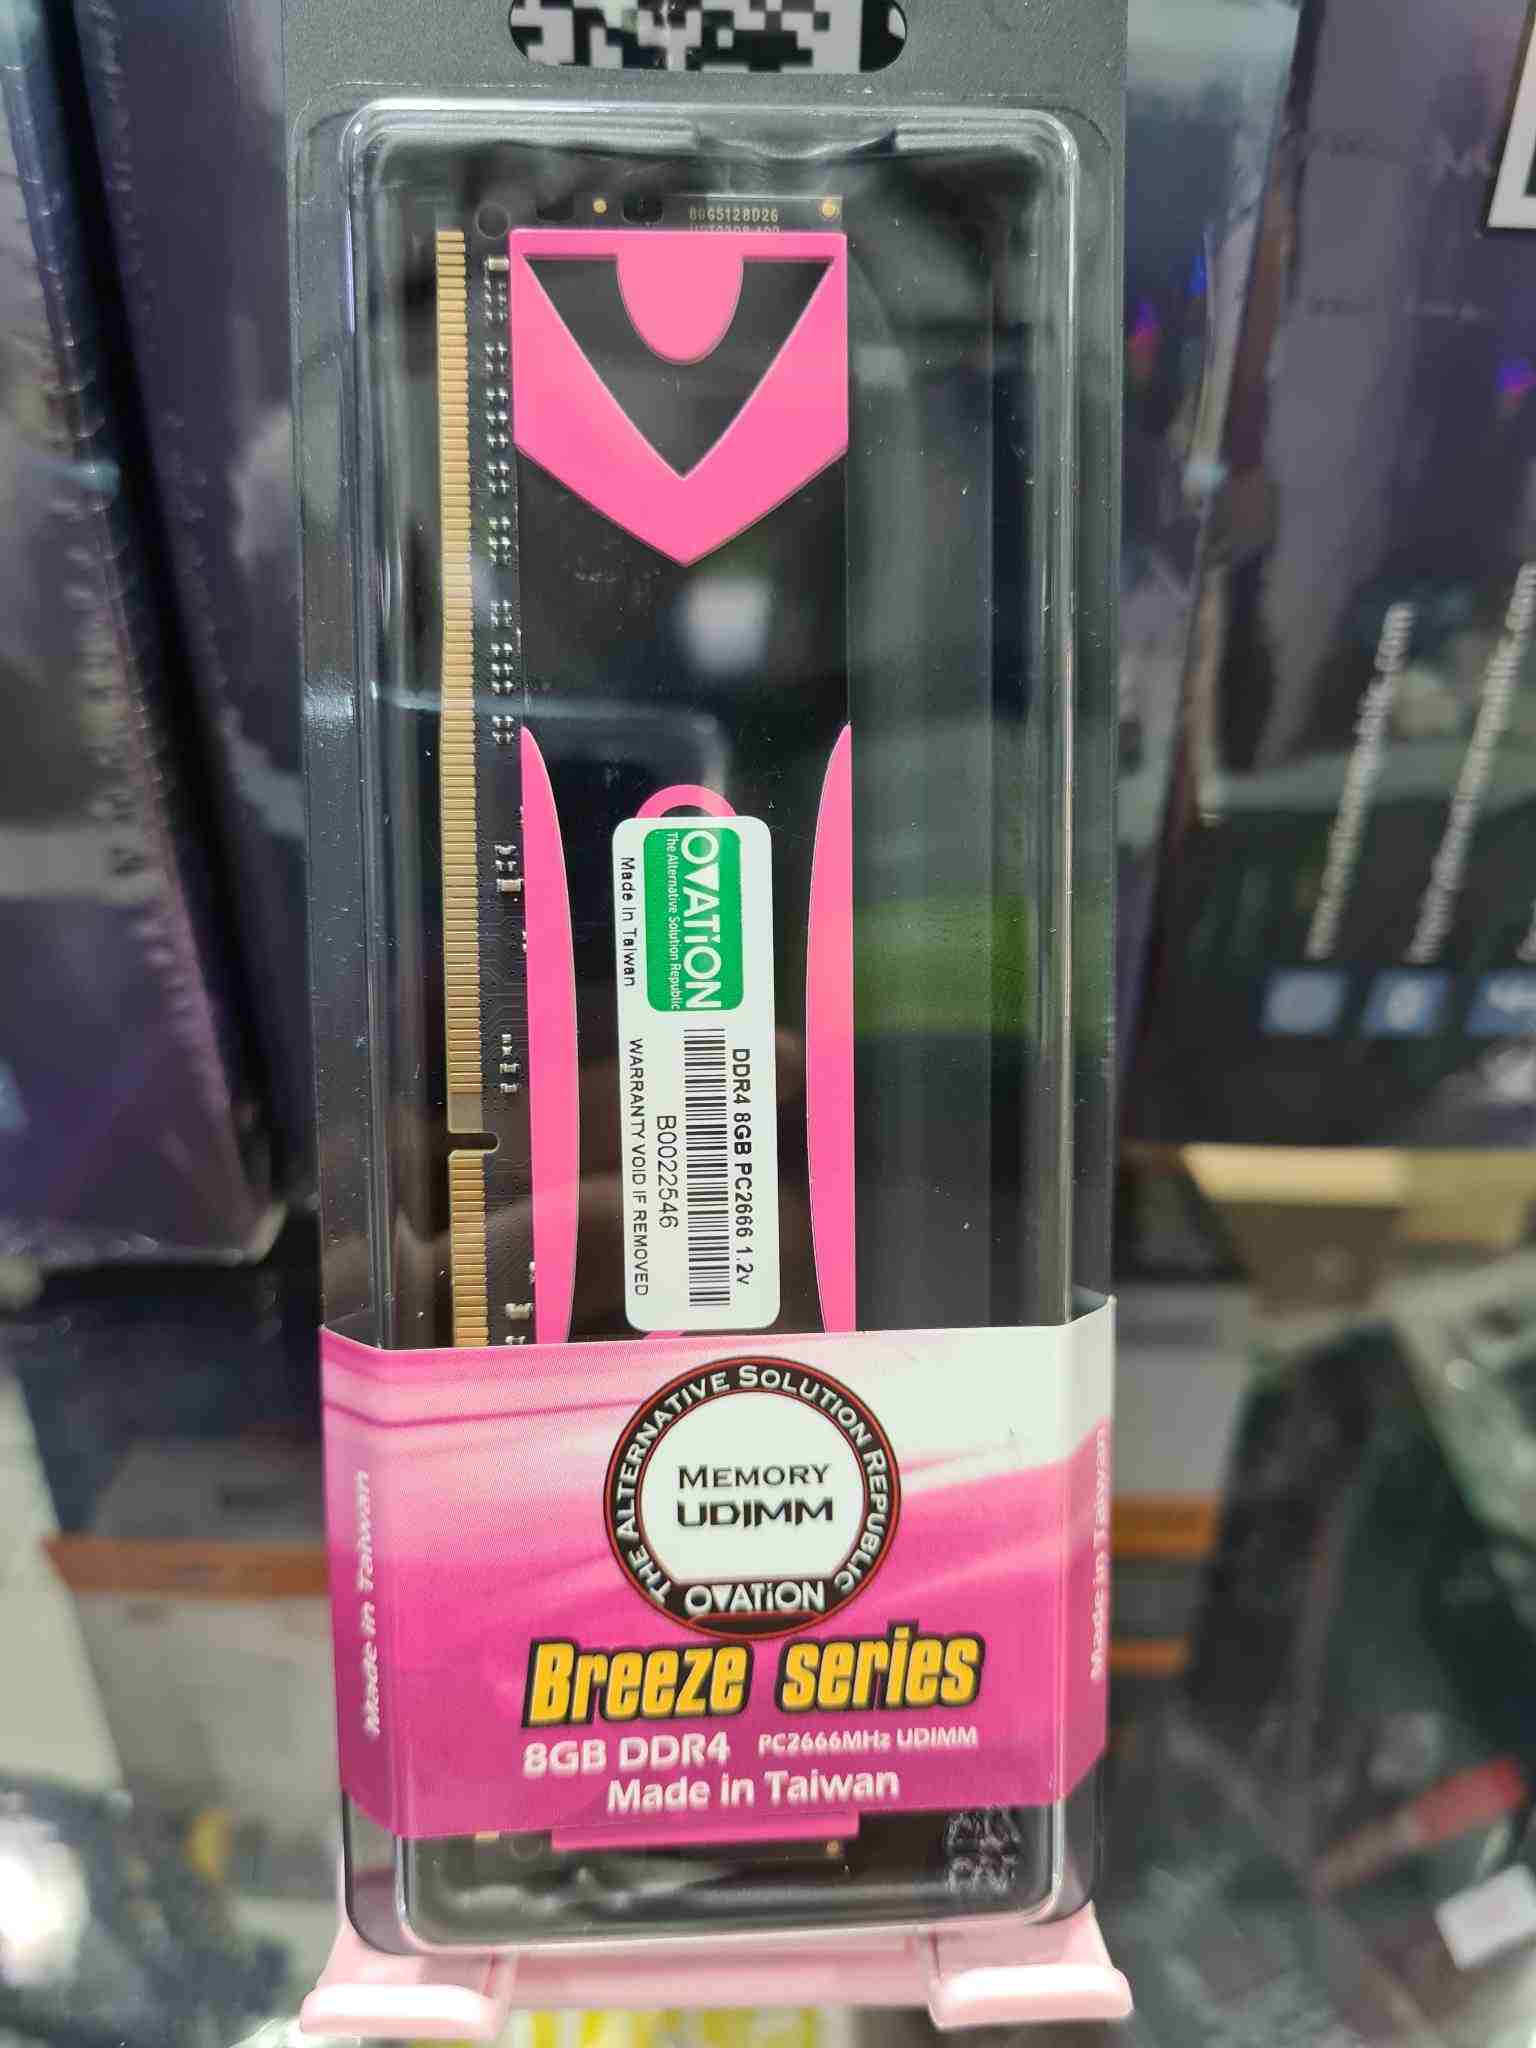 8G65128D26
OVATiON
The Alternative Solution Republic
Made In Taiwan
DDR4 8GB PC2666 1.2v
B0022546
WARRANTY VOID IF REMOVED
THE ALTERNATIVE SOLUTION REPUBLIC
MEMORY
UDIMM
OVATiON
Breeze series
8GB DDR4 PC2666MHz UDIMM
Made in Taiwan
Made in Taiwan
Made in Taiwan